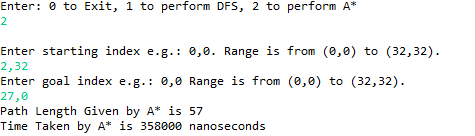 Enter: 0 to Exit, 1 to perform DFS, 2 to perform A*
2
Enter starting index e.g.: 0,0. Range is from (0,0) to (32,32).
2,32
Enter goal index e.g.: 0,0 Range is from (0,0) to (32,32).
27,0
Path Length Given by A* is 57
Time Taken by A* is 358000 nanoseconds